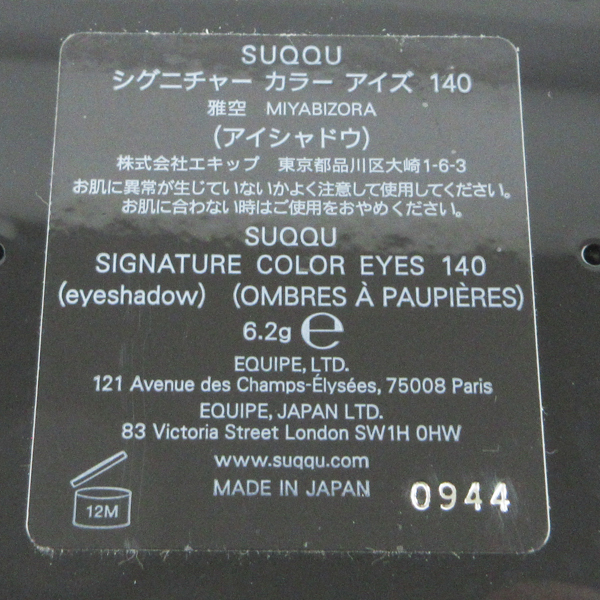 SUQQU
シグニチャー カラー アイズ 140
雅空 MIYABIZORA
(アイシャドウ)
株式会社エキップ 東京都品川区大崎1-6-3
お肌に異常が生じていないかよく注意して使用してください。
お肌に合わない時はご使用をおやめください。
SUQQU
SIGNATURE COLOR EYES 140
(eyeshadow) (OMBRES À PAUPIÈRES)
6.2g ℮
EQUIPE, LTD.
121 Avenue des Champs-Élysées, 75008 Paris
EQUIPE, JAPAN LTD.
83 Victoria Street London SW1H 0HW
www.suqqu.com
MADE IN JAPAN 0944
12M